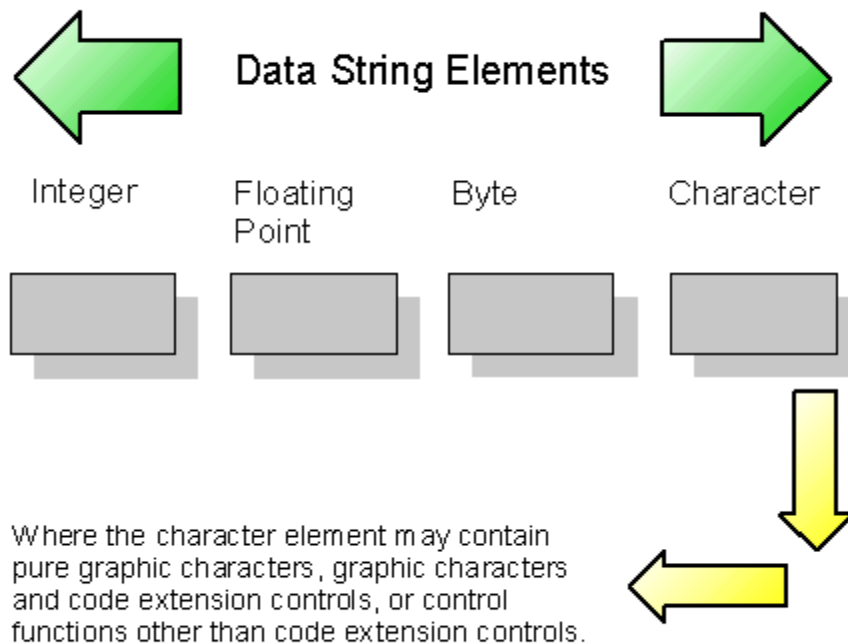 Data String Elements
Integer
Floating
Point
Byte
Character
Where the character element may contain
pure graphic characters, graphic characters
and code extension controls, or control
functions other than code extension controls.